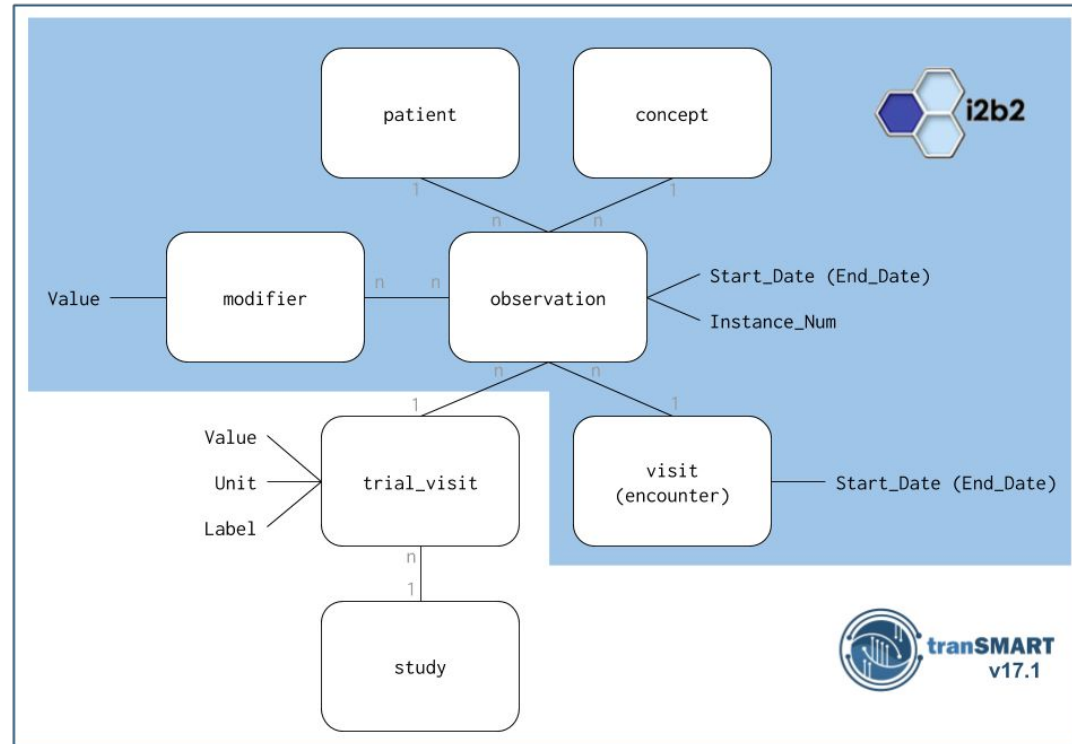 patient
concept
i2b2
1
1
n
n
Value
modifier
n
n
observation
Start_Date (End_Date)
Instance_Num
n
n
1
1
Value
Unit
Label
trial_visit
visit
(encounter)
Start_Date (End_Date)
n
1
study
tranSMART
v17.1